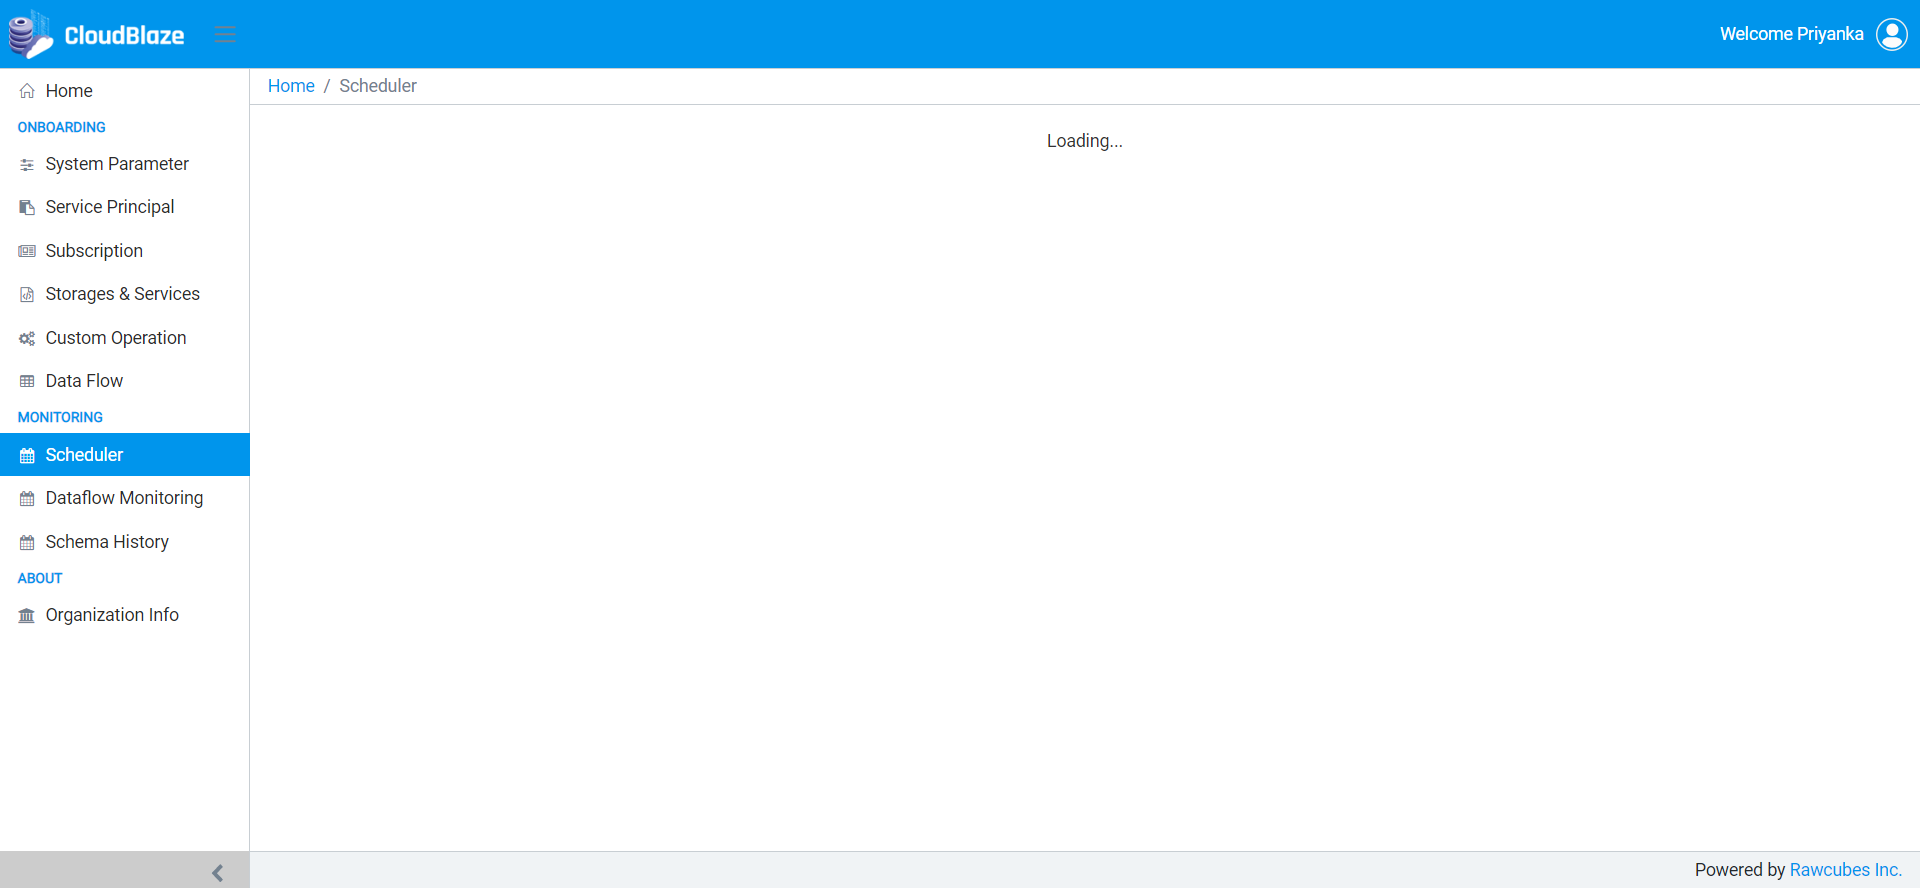 CloudBlaze
Welcome Priyanka
Home
ONBOARDING
System Parameter
Service Principal
Subscription
Storages & Services
Custom Operation
Data Flow
MONITORING
Scheduler
Dataflow Monitoring
Schema History
ABOUT
Organization Info
Home / Scheduler
Loading...
Powered by Rawcubes Inc.